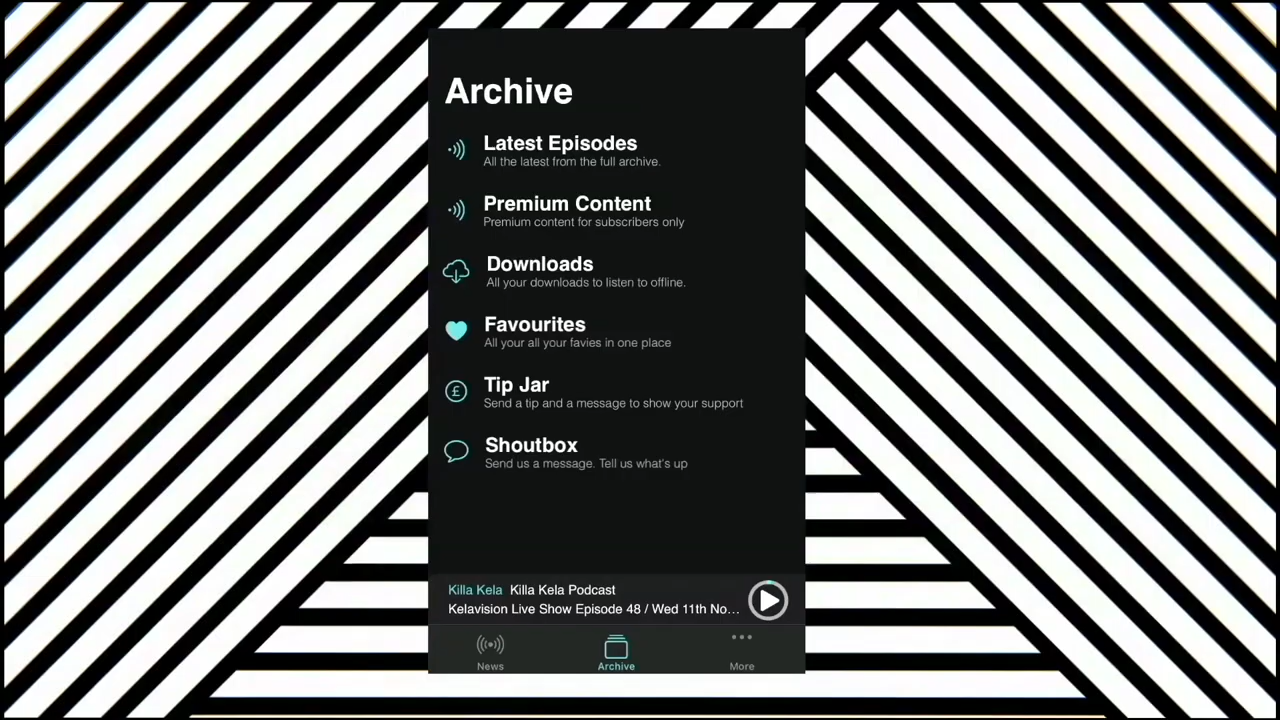 Archive
Latest Episodes
All the latest from the full archive.
Premium Content
Premium content for subscribers only
Downloads
All your downloads to listen to offline.
Favourites
All your all your favies in one place
£
Tip Jar
Send a tip and a message to show your support
Shoutbox
Send us a message. Tell us what's up
Killa Kela Killa Kela Podcast
Kelavision Live Show Episode 48 / Wed 11th No...
News Archive More